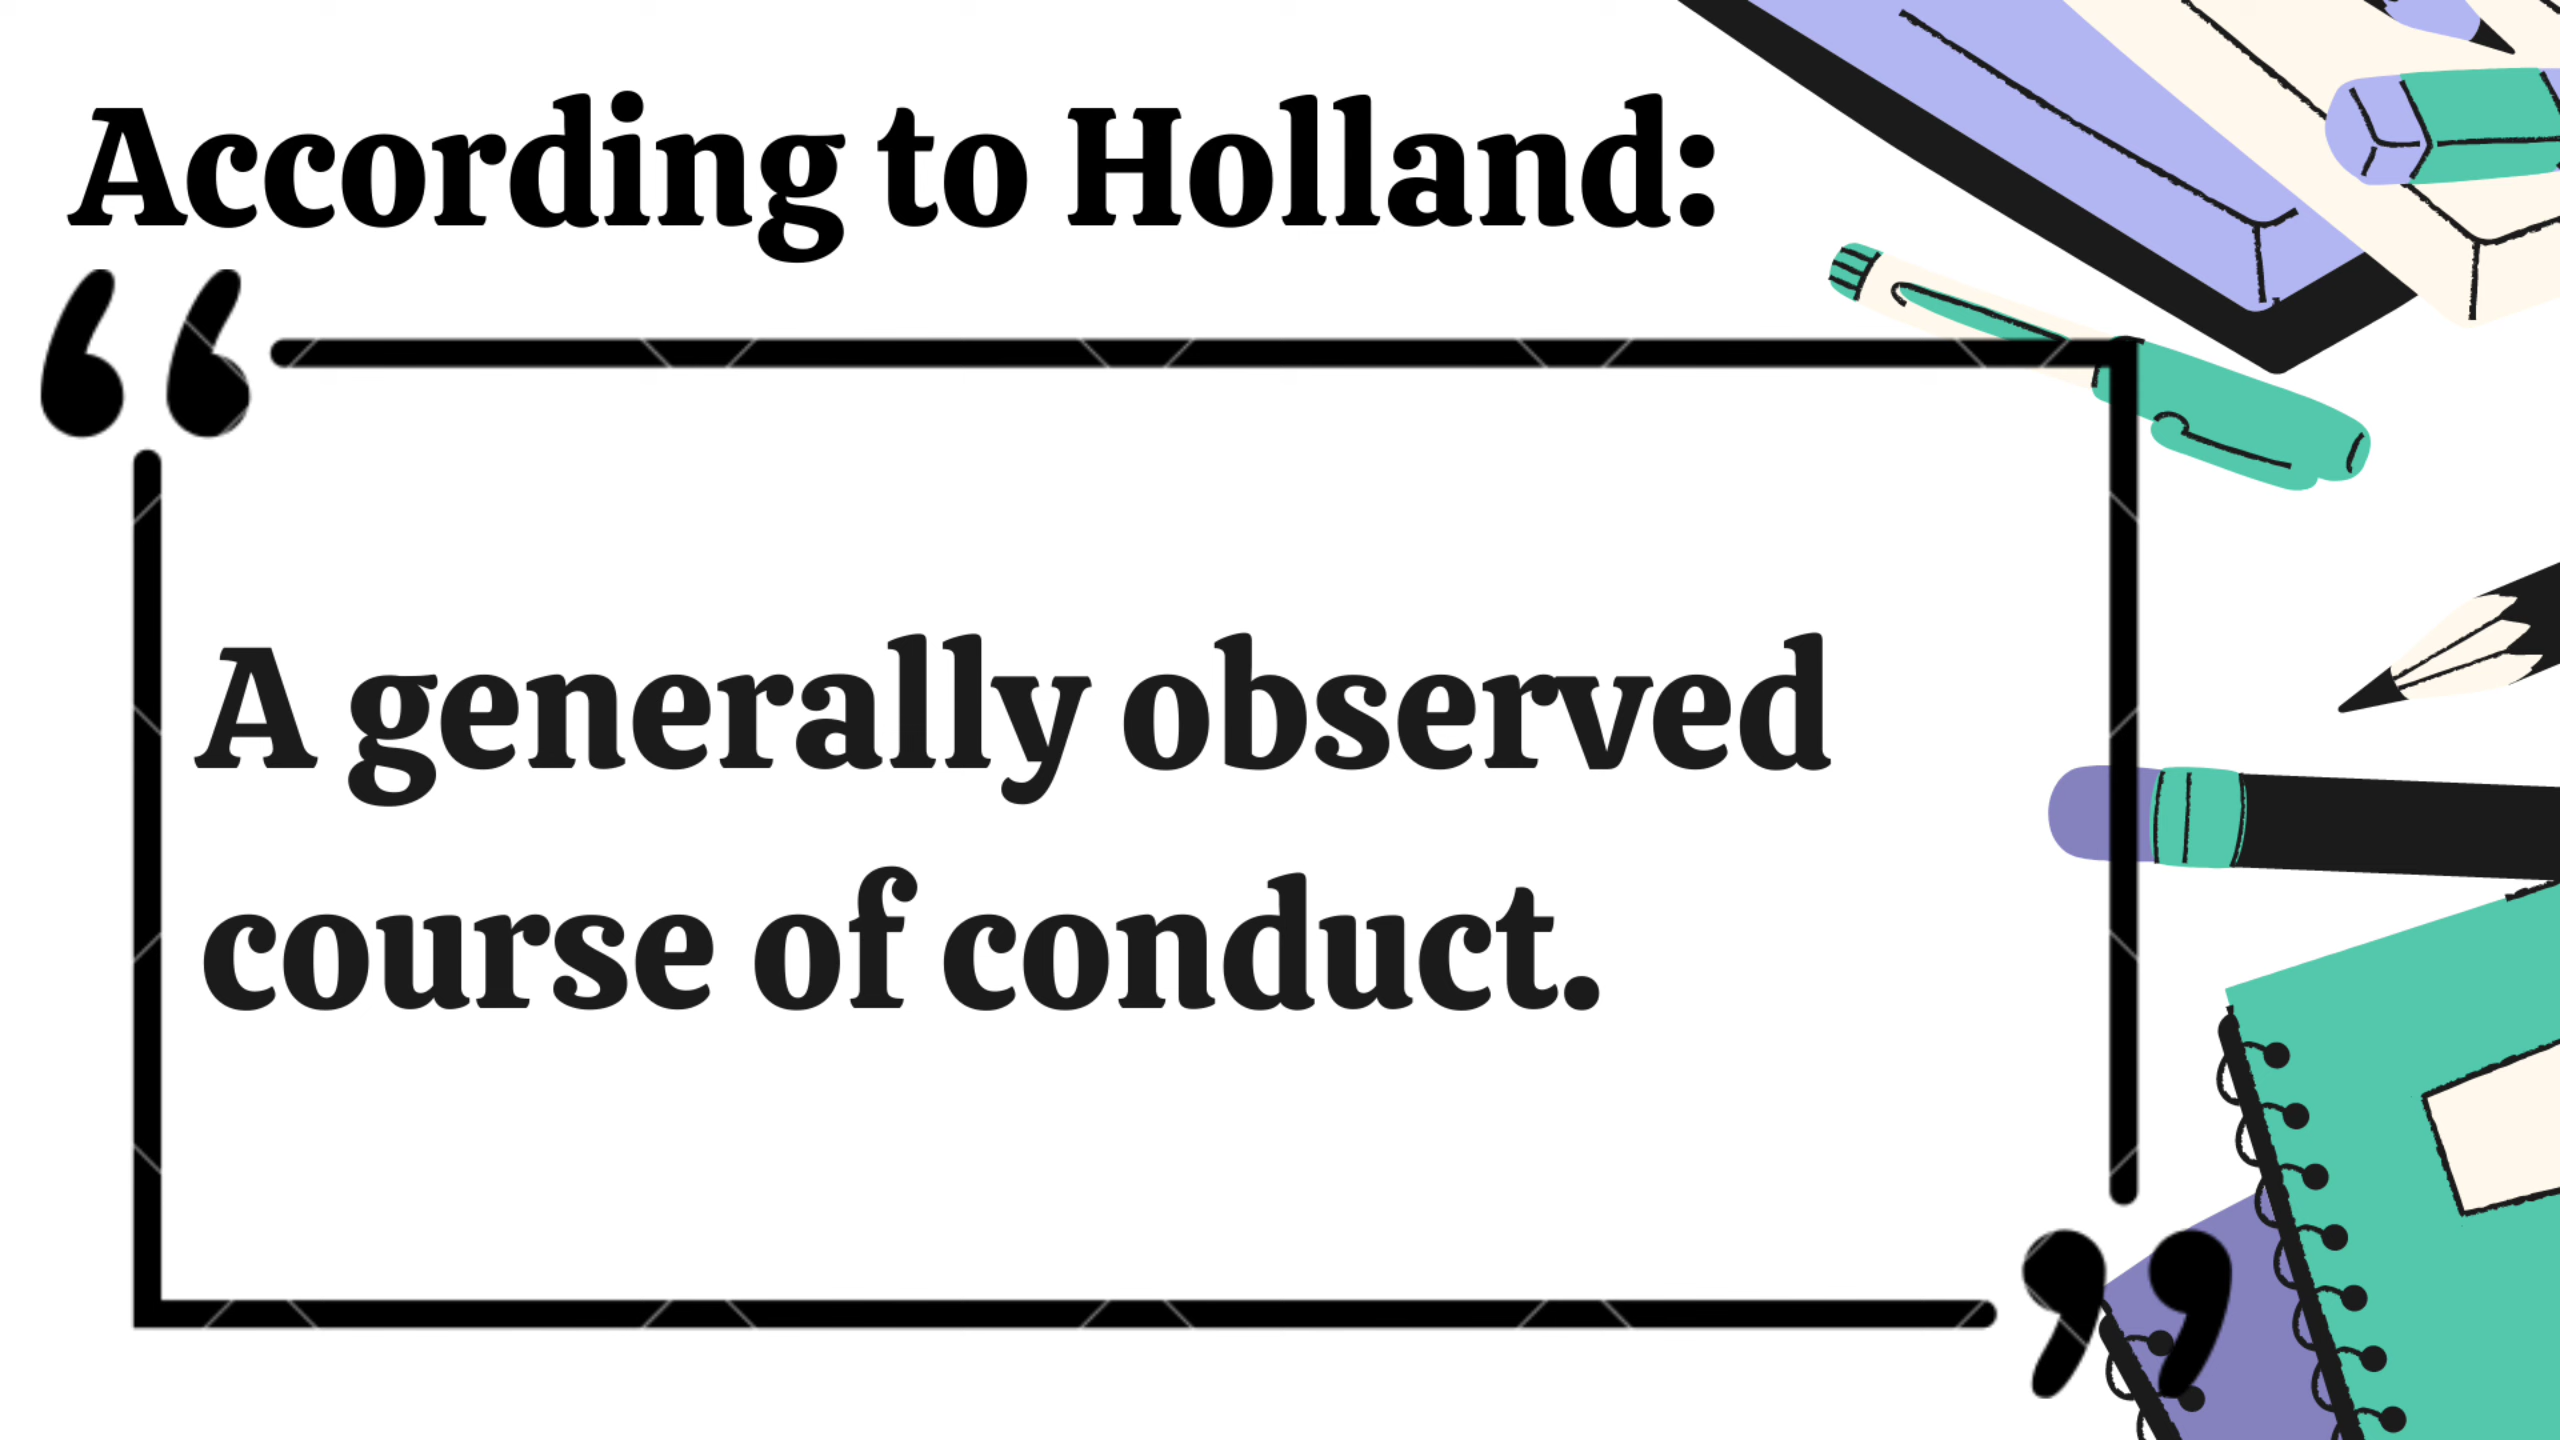 According to Holland:
“
A generally observed
course of conduct.
”